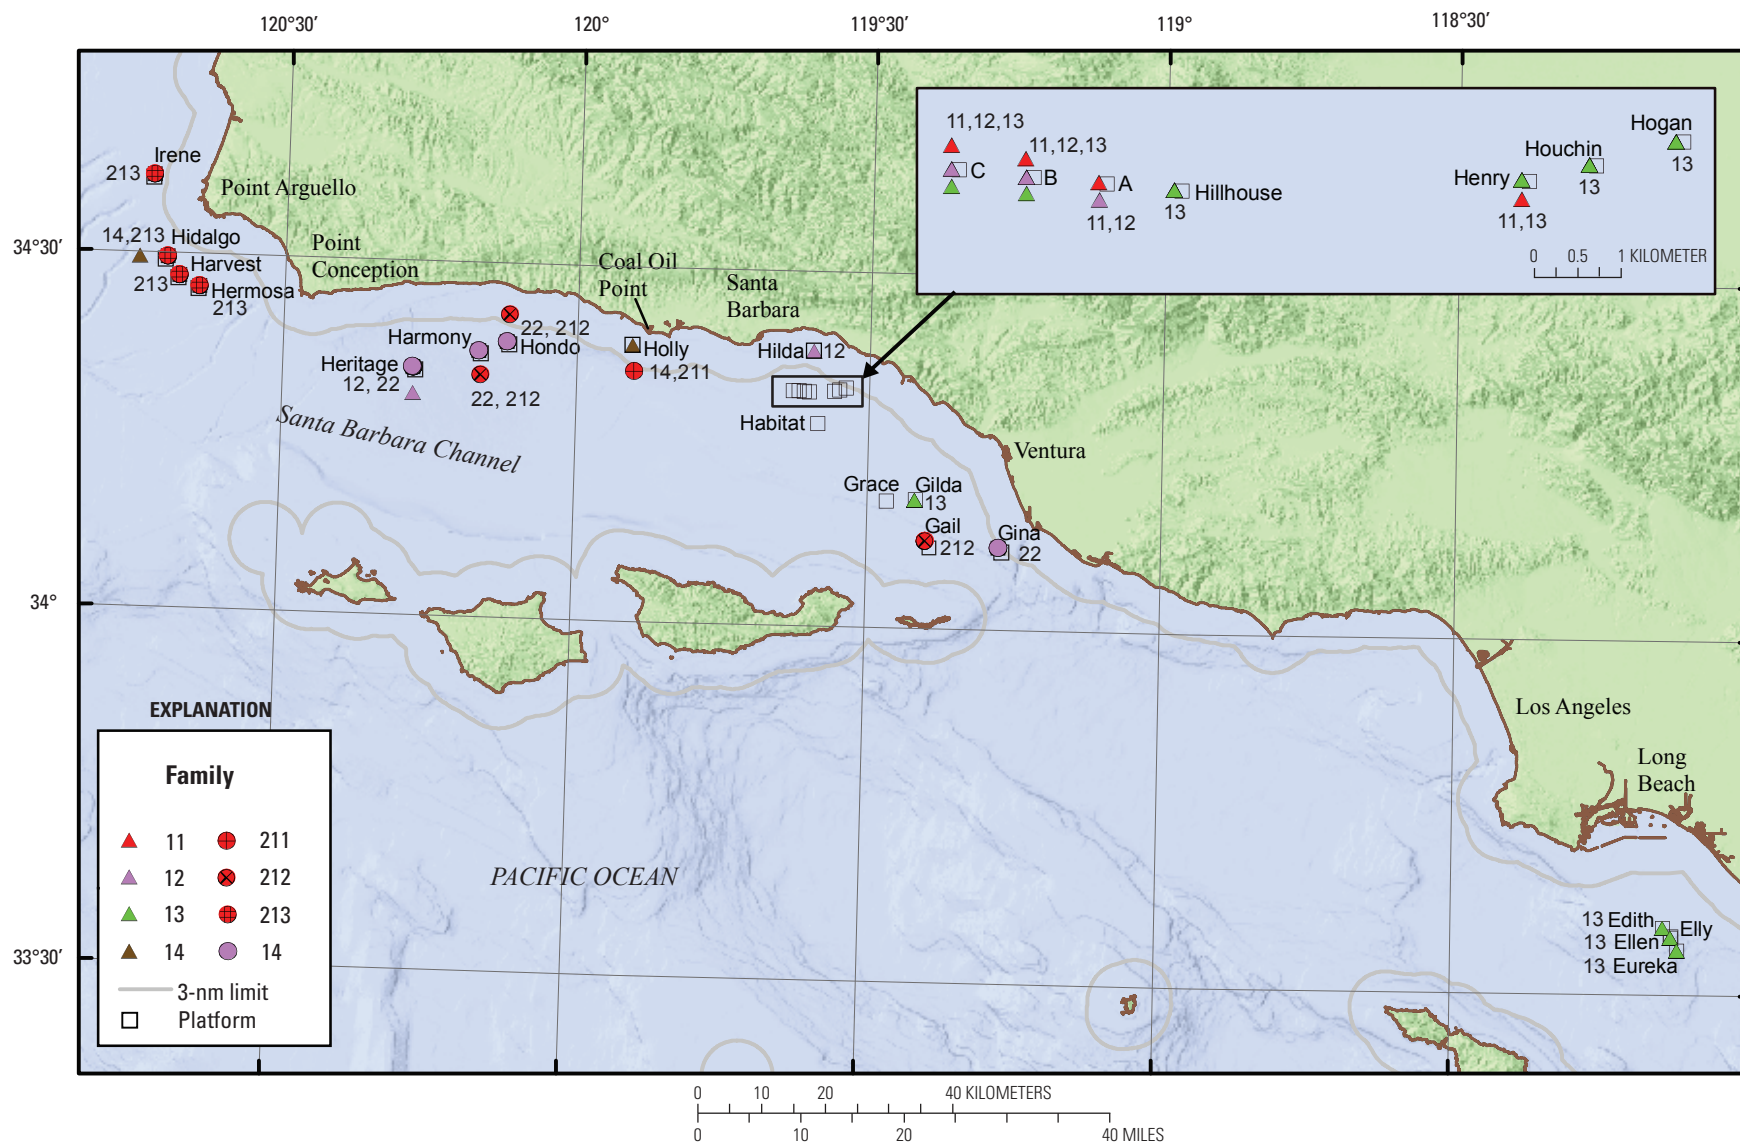 120°30′ 120° 119°30′ 119° 118°30′
11,12,13
11,12,13
C
B
A
11,12
Hillhouse
13
Henry
11,13
Houchin
13
Hogan
13
0 0.5 1 KILOMETER
Irene
213
Point Arguello
34°30′
14,213 Hidalgo
Harvest
213
Hermosa
213
Point
Conception
Coal Oil
Point
Santa
Barbara
22, 212
Harmony
Hondo
Heritage
12, 22
22, 212
Holly
14,211
Hilda 12
Habitat
Santa Barbara Channel
Ventura
Grace
Gilda
13
Gail
212
Gina
22
34°
Los Angeles
Long
Beach
PACIFIC OCEAN
13 Edith
Elly
13 Ellen
13 Eureka
33°30′
EXPLANATION
Family
11 211
12 212
13 213
14 14
3-nm limit
Platform
0 10 20 40 KILOMETERS
0 10 20 40 MILES